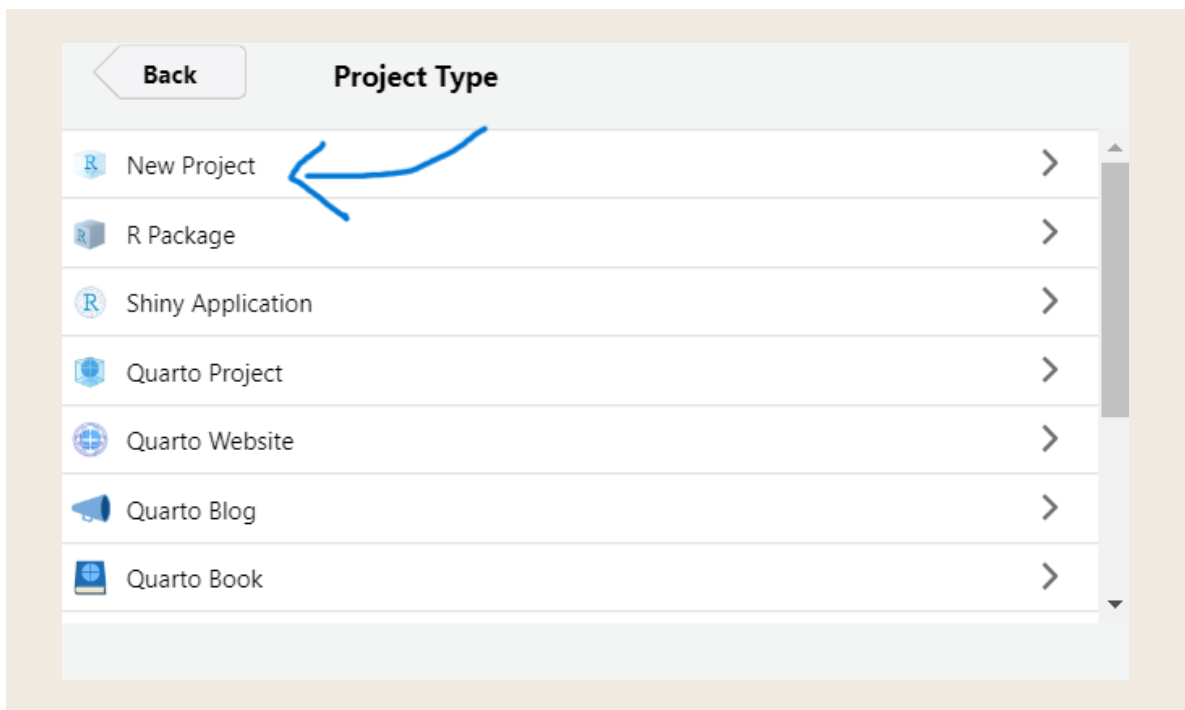 Back Project Type
R New Project
R R Package
R Shiny Application
Quarto Project
Quarto Website
Quarto Blog
Quarto Book